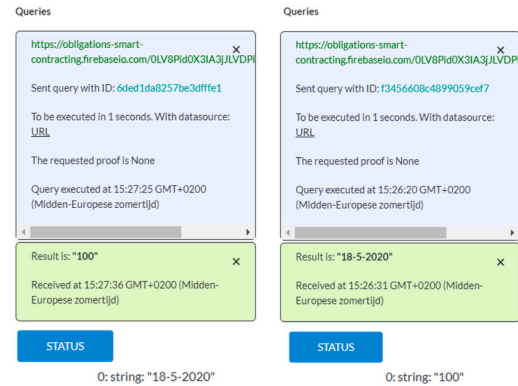 Queries
https://obligations-smart-
contracting.firebaseio.com/0LV8Pid0X3IA3jJLVDPi
×
Sent query with ID: 6ded1da8257be3dfffe1
To be executed in 1 seconds. With datasource:
URL
The requested proof is None
Query executed at 15:27:25 GMT+0200
(Midden-Europese zomertijd)
Result is: "100"
×
Received at 15:27:36 GMT+0200 (Midden-
Europese zomertijd)
STATUS
0: string: "18-5-2020"
Queries
https://obligations-smart-
contracting.firebaseio.com/0LV8Pid0X3IA3jJLVDPi
×
Sent query with ID: f3456608c4899059cef7
To be executed in 1 seconds. With datasource:
URL
The requested proof is None
Query executed at 15:26:20 GMT+0200
(Midden-Europese zomertijd)
Result is: "18-5-2020"
×
Received at 15:26:31 GMT+0200 (Midden-
Europese zomertijd)
STATUS
0: string: "100"